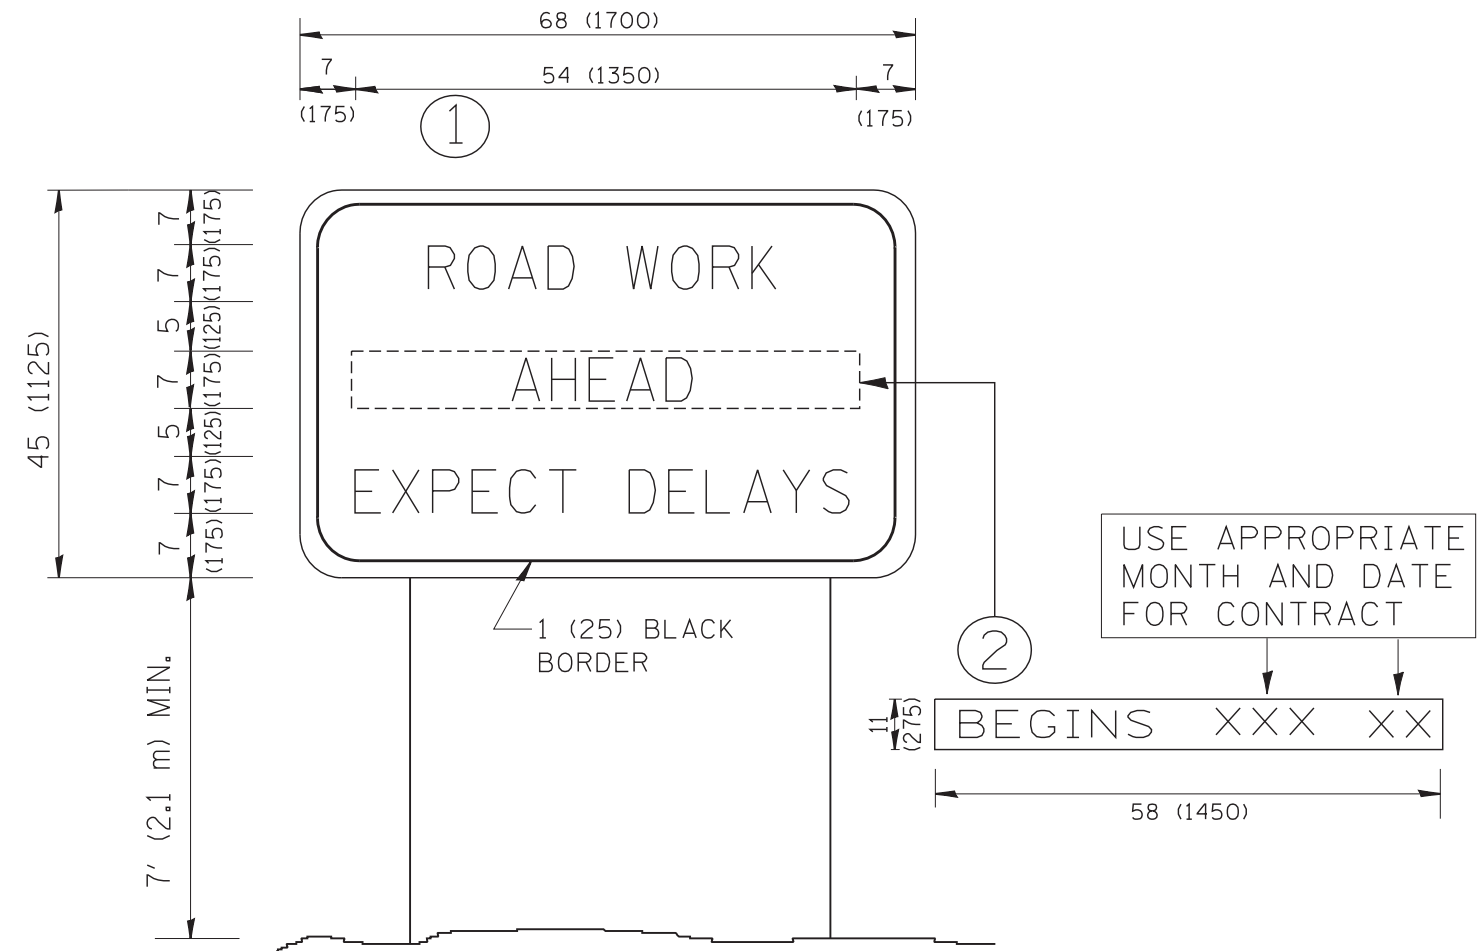 68 (1700)
7
54 (1350)
7
(175)
(175)
1
45 (1125)
7
(175)
7
(175)
5
(125)
7
(175)
5
(125)
7
(175)
7
(175)
ROAD WORK
AHEAD
EXPECT DELAYS
1 (25) BLACK
BORDER
7' (2.1 m) MIN.
USE APPROPRIATE
MONTH AND DATE
FOR CONTRACT
2
11
(275)
BEGINS XXX XX
58 (1450)